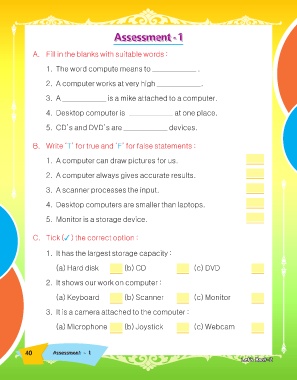 Assessment - 1
A. Fill in the blanks with suitable words :
1. The word compute means to ____________ .
2. A computer works at very high ____________.
3. A ____________ is a mike attached to a computer.
4. Desktop computer is ____________ at one place.
5. CD's and DVD's are ____________ devices.
B. Write 'T' for true and 'F' for false statements :
1. A computer can draw pictures for us.
2. A computer always gives accurate results.
3. A scanner processes the input.
4. Desktop computers are smaller than laptops.
5. Monitor is a storage device.
C. Tick (✓) the correct option :
1. It has the largest storage capacity :
(a) Hard disk (b) CD (c) DVD
2. It shows our work on computer :
(a) Keyboard (b) Scanner (c) Monitor
3. It is a camera attached to the computer :
(a) Microphone (b) Joystick (c) Webcam
40 Assessment - 1